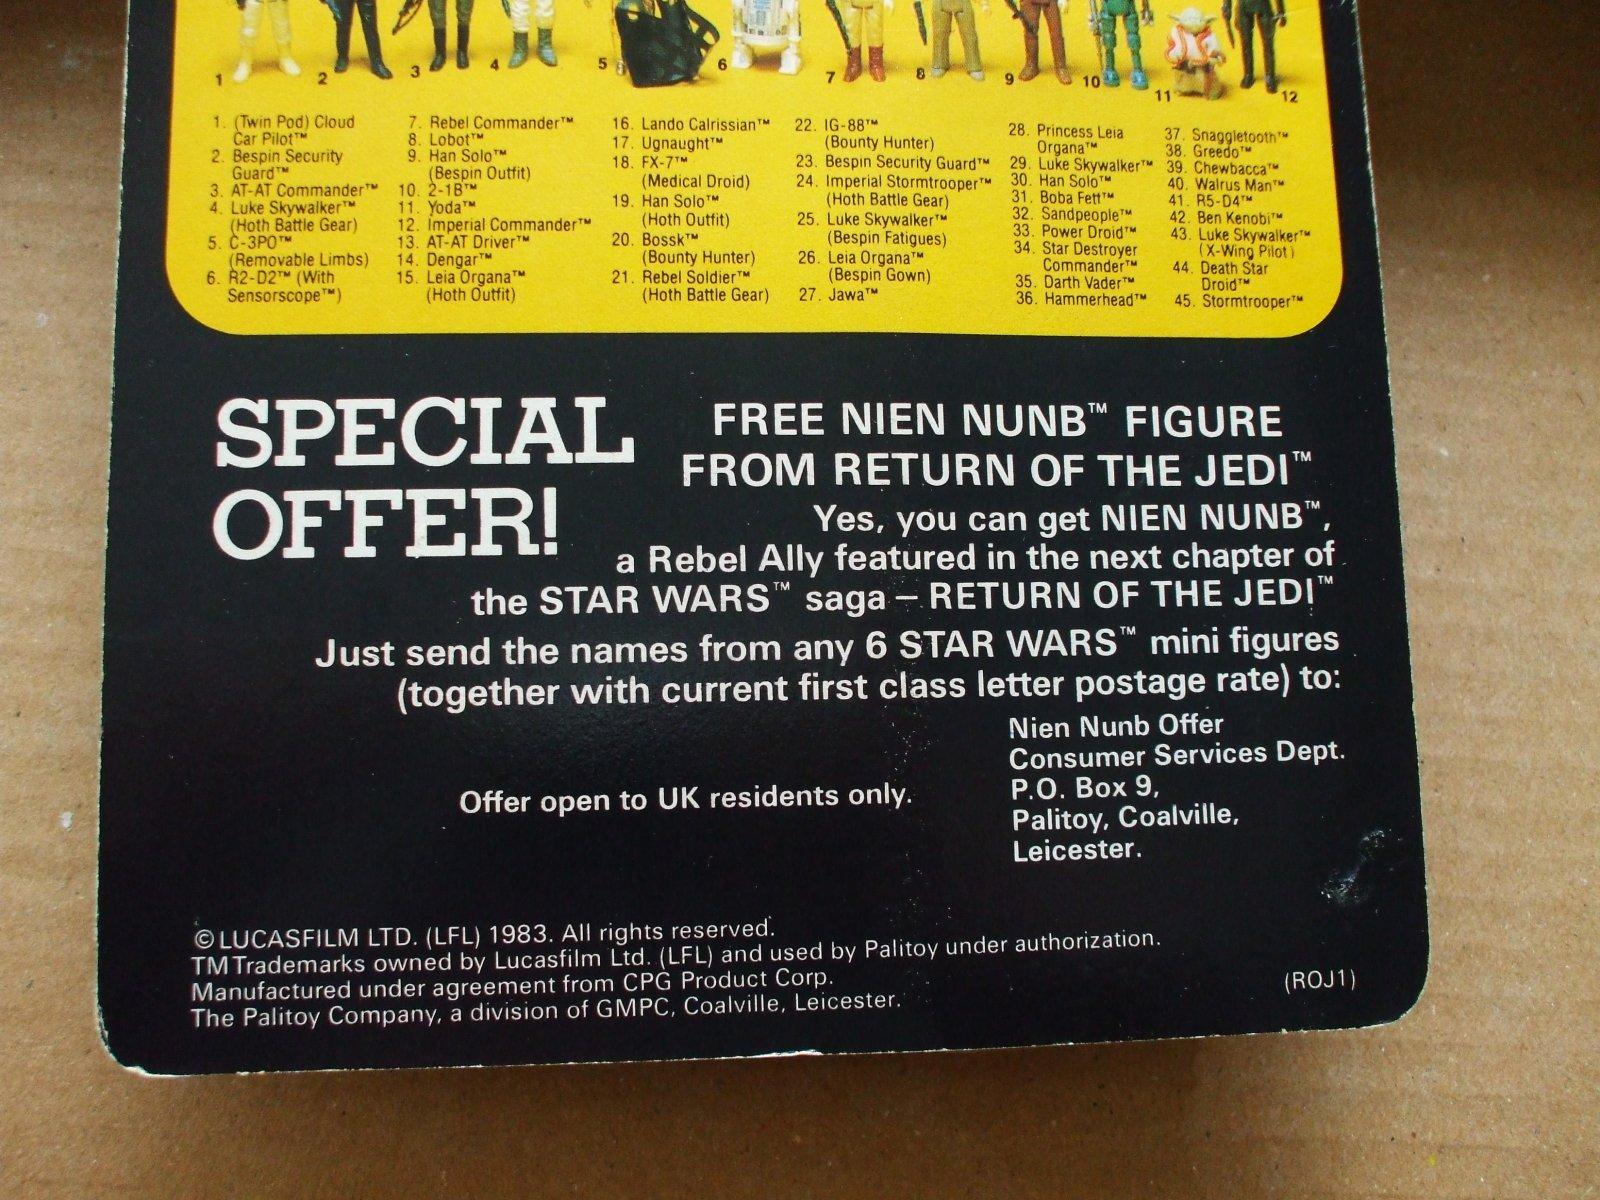 1 2 3 4 5 6 7 8 9 10 11 12
1. (Twin Pod) Cloud
Car Pilot™
2. Bespin Security
Guard™
3. AT-AT Commander™
4. Luke Skywalker™
(Hoth Battle Gear)
5. C-3PO™
(Removable Limbs)
6. R2-D2™ (With
Sensorscope™)
7. Rebel Commander™
8. Lobot™
9. Han Solo™
(Bespin Outfit)
10. 2-1B™
11. Yoda™
12. Imperial Commander™
13. AT-AT Driver™
14. Dengar™
15. Leia Organa™
(Hoth Outfit)
16. Lando Calrissian™
17. Ugnaught™
18. FX-7™
(Medical Droid)
19. Han Solo™
(Hoth Outfit)
20. Bossk™
(Bounty Hunter)
21. Rebel Soldier™
(Hoth Battle Gear)
22. IG-88™
(Bounty Hunter)
23. Bespin Security Guard™
24. Imperial Stormtrooper™
(Hoth Battle Gear)
25. Luke Skywalker™
(Bespin Fatigues)
26. Leia Organa™
(Bespin Gown)
27. Jawa™
28. Princess Leia
Organa™
29. Luke Skywalker™
30. Han Solo™
31. Boba Fett™
32. Sandpeople™
33. Power Droid™
34. Star Destroyer
Commander™
35. Darth Vader™
36. Hammerhead™
37. Snaggletooth™
38. Greedo™
39. Chewbacca™
40. Walrus Man™
41. R5-D4™
42. Ben Kenobi™
43. Luke Skywalker™
(X-Wing Pilot)
44. Death Star
Droid™
45. Stormtrooper™
SPECIAL
OFFER!
FREE NIEN NUNB™ FIGURE
FROM RETURN OF THE JEDI™
Yes, you can get NIEN NUNB™,
a Rebel Ally featured in the next chapter of
the STAR WARS™ saga – RETURN OF THE JEDI™
Just send the names from any 6 STAR WARS™ mini figures
(together with current first class letter postage rate) to:
Nien Nunb Offer
Consumer Services Dept.
P.O. Box 9,
Palitoy, Coalville,
Leicester.
Offer open to UK residents only.
© LUCASFILM LTD. (LFL) 1983. All rights reserved.
TM Trademarks owned by Lucasfilm Ltd. (LFL) and used by Palitoy under authorization.
Manufactured under agreement from CPG Product Corp.
The Palitoy Company, a division of GMPC, Coalville, Leicester.
(ROJ1)